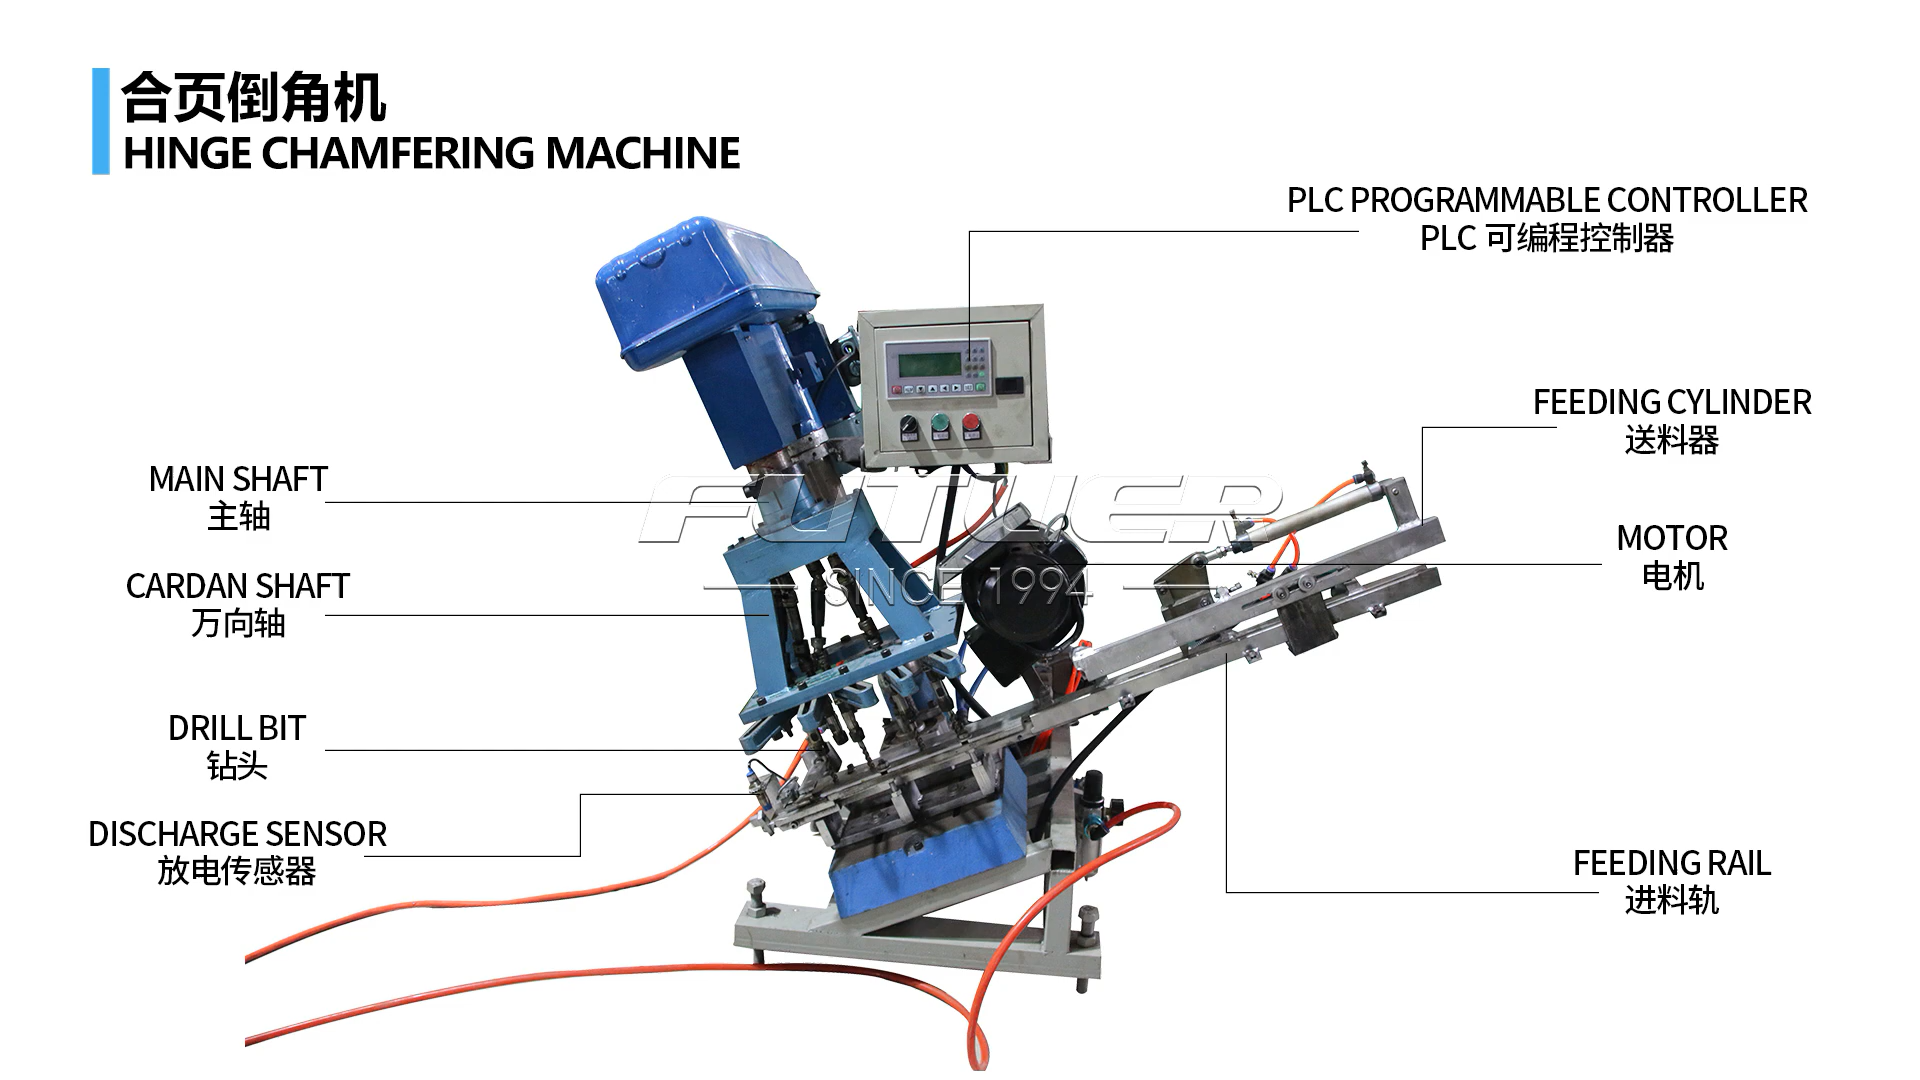 合页倒角机
HINGE CHAMFERING MACHINE
PLC PROGRAMMABLE CONTROLLER
PLC 可编程控制器
FEEDING CYLINDER
送料器
MAIN SHAFT
主轴
FUTUER
MOTOR
电机
CARDAN SHAFT
万向轴
SINCE 1994
DRILL BIT
钻头
DISCHARGE SENSOR
放电传感器
FEEDING RAIL
进料轨